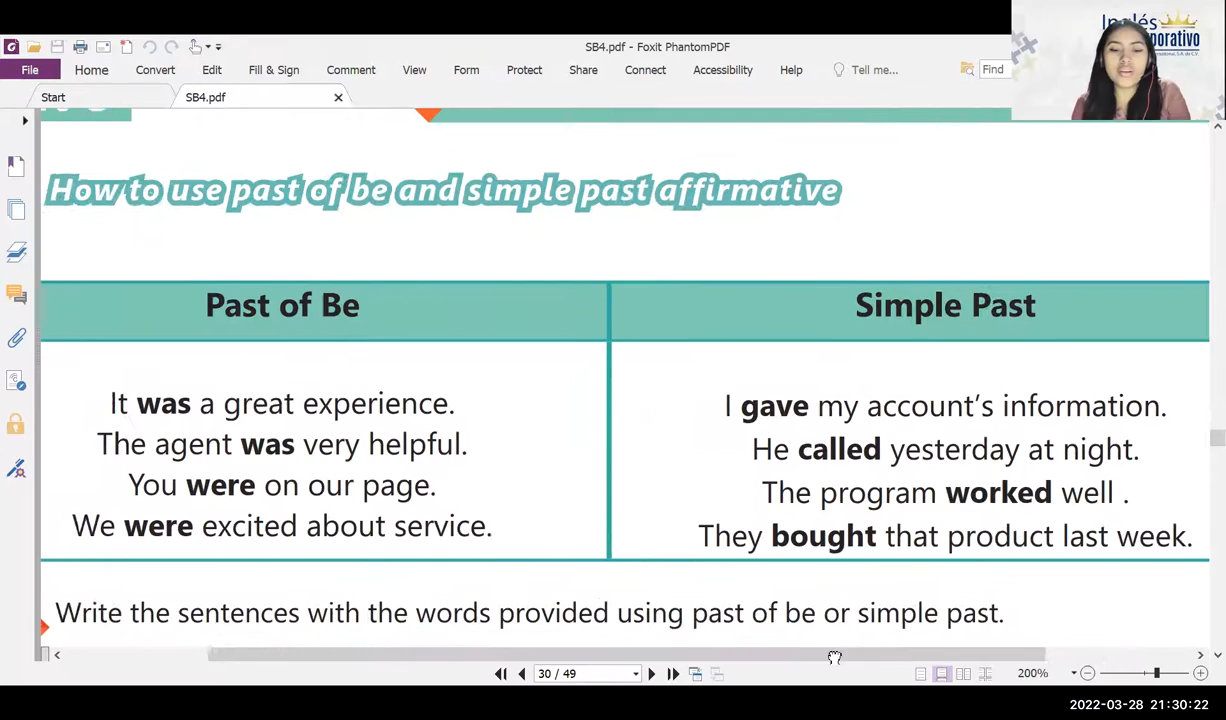 SB4.pdf - Foxit PhantomPDF
Inglés
File Home Convert Edit Fill & Sign Comment View Form Protect Share Connect Accessibility Help Tell me... Find
Start SB4.pdf
How to use past of be and simple past affirmative
Past of Be
It was a great experience.
The agent was very helpful.
You were on our page.
We were excited about service.
Simple Past
I gave my account's information.
He called yesterday at night.
The program worked well .
They bought that product last week.
Write the sentences with the words provided using past of be or simple past.
30 / 49
200%
2022-03-28 21:30:22